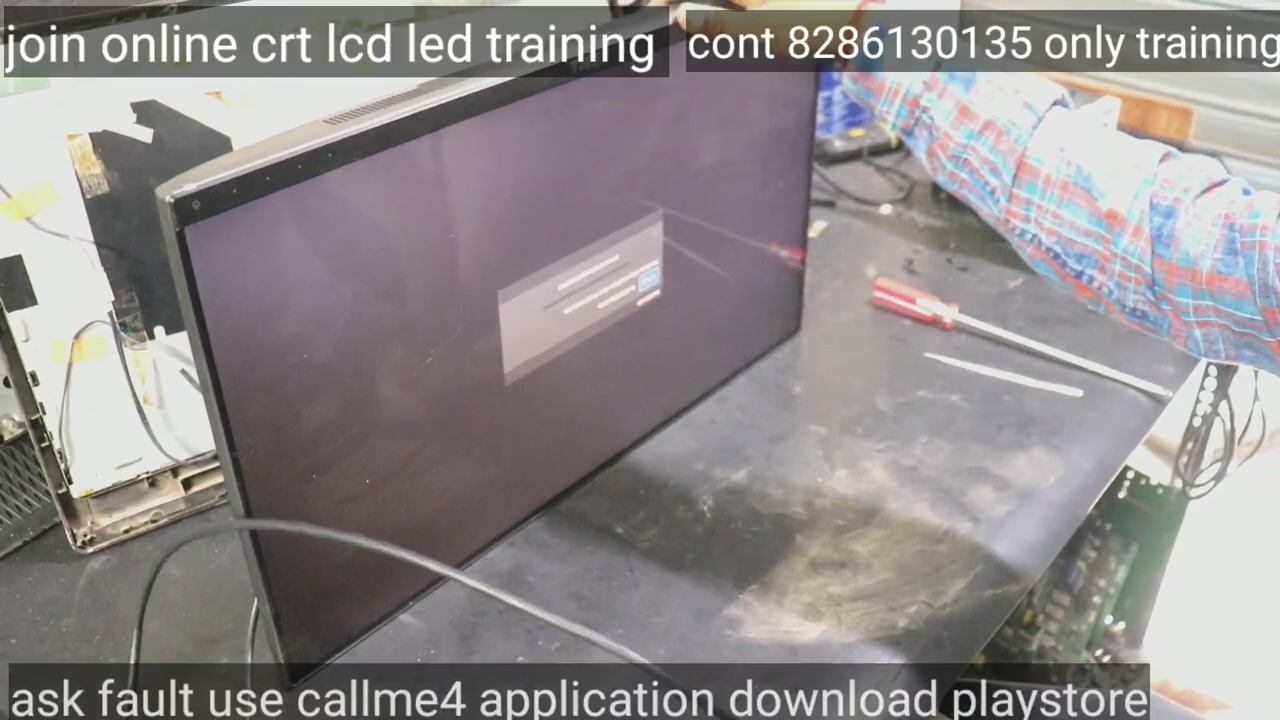 join online crt lcd led training
cont 8286130135 only training
ask fault use callme4 application download playstore